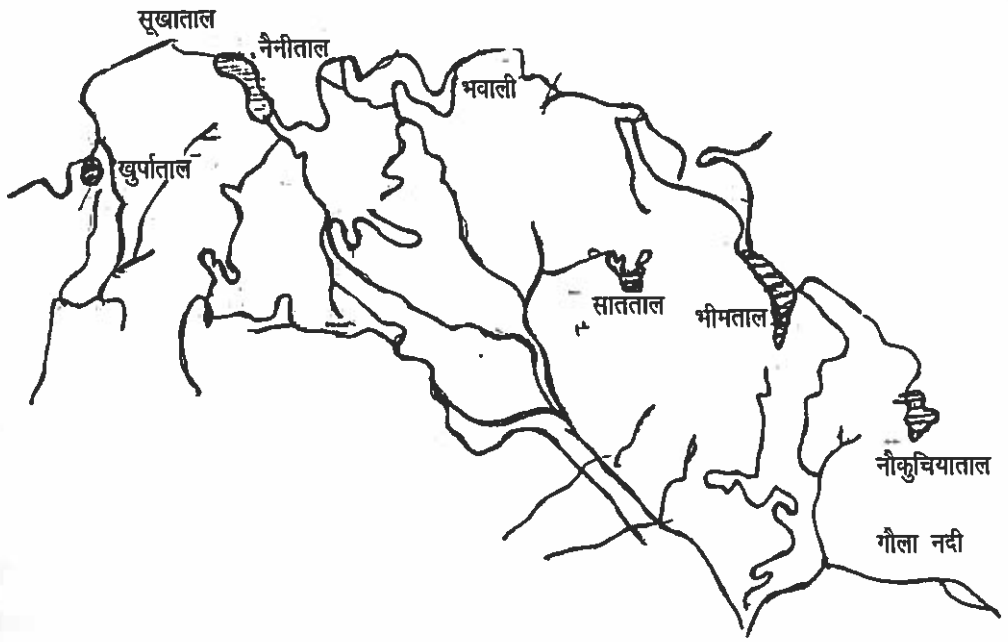 सूखाताल
नैनीताल
भवाली
खुर्पाताल
सातताल
भीमताल
नौकुचियाताल
गौला नदी